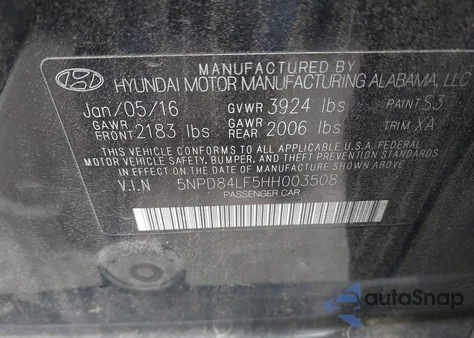 MANUFACTURED BY
HYUNDAI MOTOR MANUFACTURING ALABAMA, LLC
Jan/05/16 GVWR 3924 lbs PAINT S3
GAWR FRONT 2183 lbs GAWR REAR 2006 lbs TRIM XA
THIS VEHICLE CONFORMS TO ALL APPLICABLE U.S.A. FEDERAL
MOTOR VEHICLE SAFETY, BUMPER, AND THEFT PREVENTION
STANDARDS IN EFFECT ON THE DATE OF MANUFACTURE SHOWN ABOVE.
V.I.N 5NPD84LF5HH003508
PASSENGER CAR
autoSnap